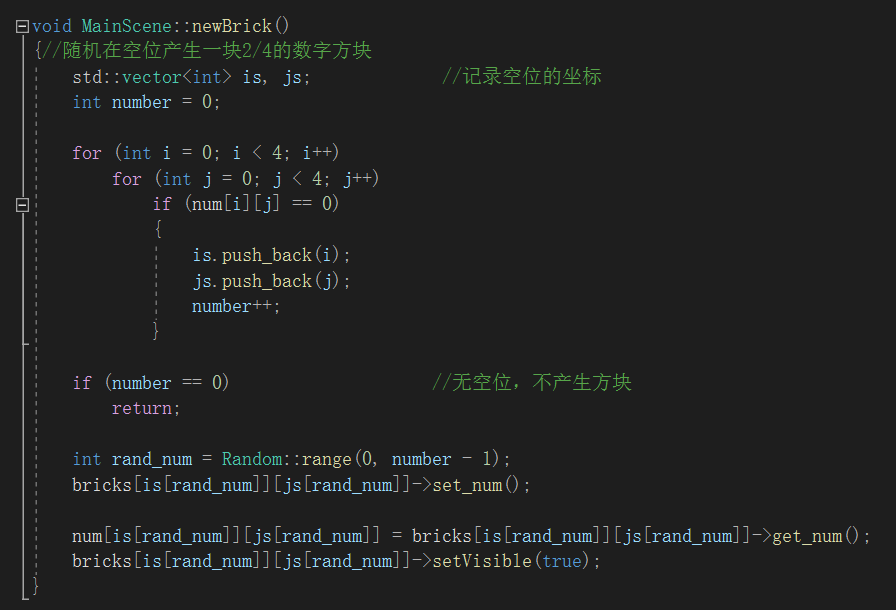 void MainScene::newBrick()
{//随机在空位产生一块2/4的数字方块
    std::vector<int> is, js;             //记录空位的坐标
    int number = 0;

    for (int i = 0; i < 4; i++)
        for (int j = 0; j < 4; j++)
            if (num[i][j] == 0)
            {
                is.push_back(i);
                js.push_back(j);
                number++;
            }

    if (number == 0)                    //无空位，不产生方块
        return;

    int rand_num = Random::range(0, number - 1);
    bricks[is[rand_num]][js[rand_num]]->set_num();

    num[is[rand_num]][js[rand_num]] = bricks[is[rand_num]][js[rand_num]]->get_num();
    bricks[is[rand_num]][js[rand_num]]->setVisible(true);
}